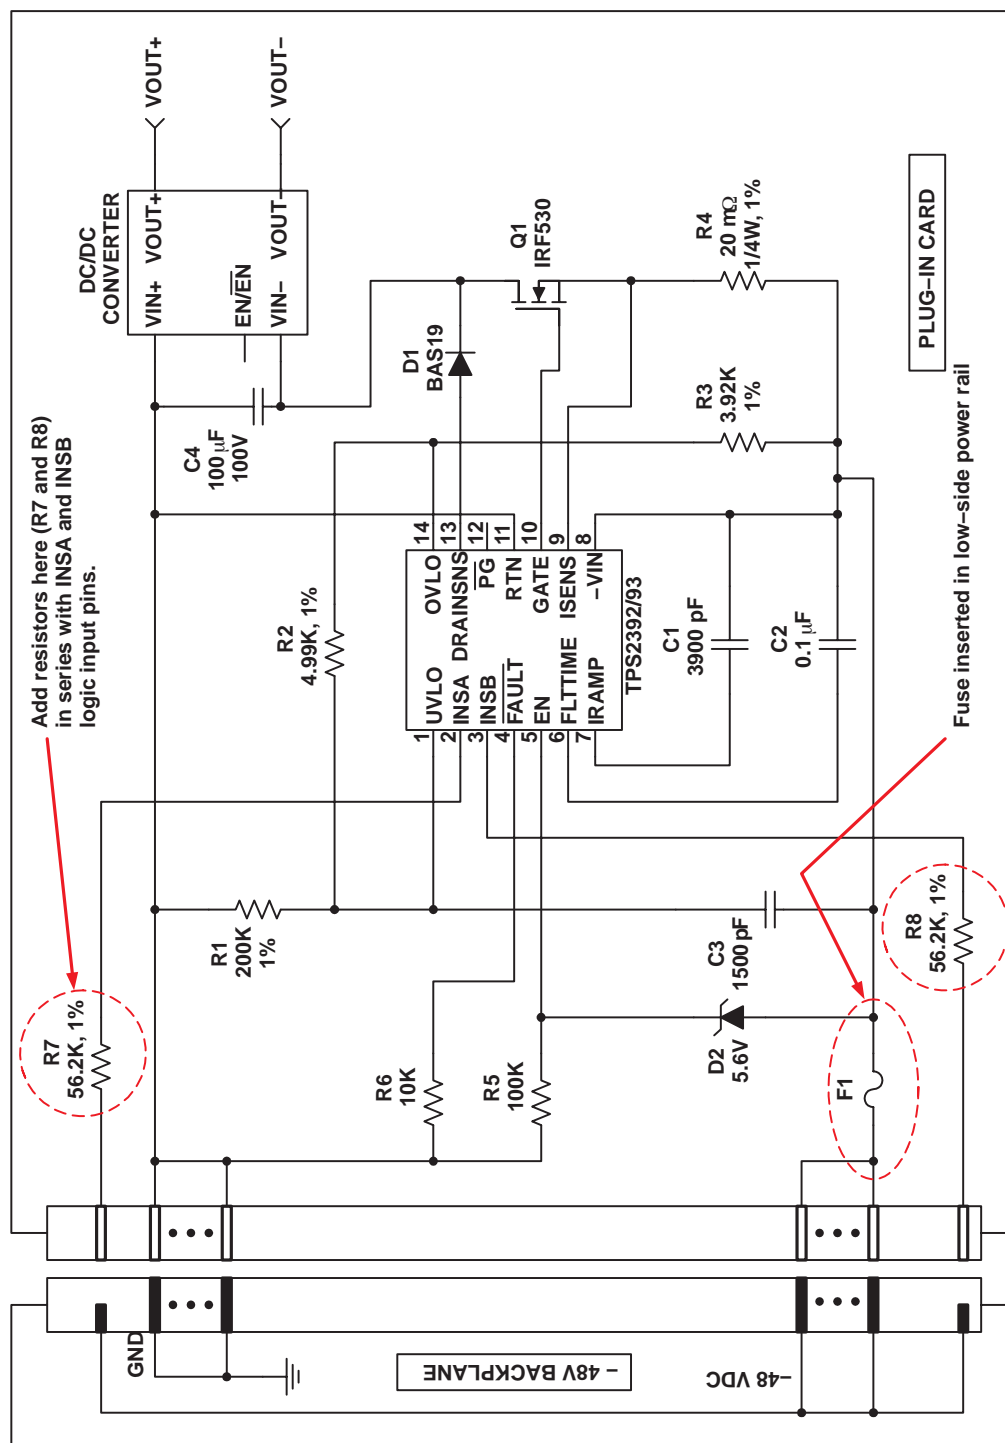 Add resistors here (R7 and R8)
in series with INSA and INSB
logic input pins.
DC/DC
CONVERTER
VIN+ VOUT+
EN/EN
VIN− VOUT−
VOUT+
VOUT−
C4
100 µF
100V
D1
BAS19
Q1
IRF530
R4
20 mΩ
1/4W, 1%
R3
3.92K
1%
R2
4.99K, 1%
R1
200K
1%
R7
56.2K, 1%
R6
10K
R5
100K
1 UVLO OVLO 14
2 INSA DRAINSNS 13
3 INSB PG 12
4 FAULT RTN 11
5 EN GATE 10
6 FLTTIME ISENS 9
7 IRAMP −VIN 8
TPS2392/93
C1
3900 pF
C2
0.1 µF
C3
1500 pF
D2
5.6V
F1
R8
56.2K, 1%
PLUG−IN CARD
Fuse inserted in low−side power rail
GND
− 48V BACKPLANE
−48 VDC